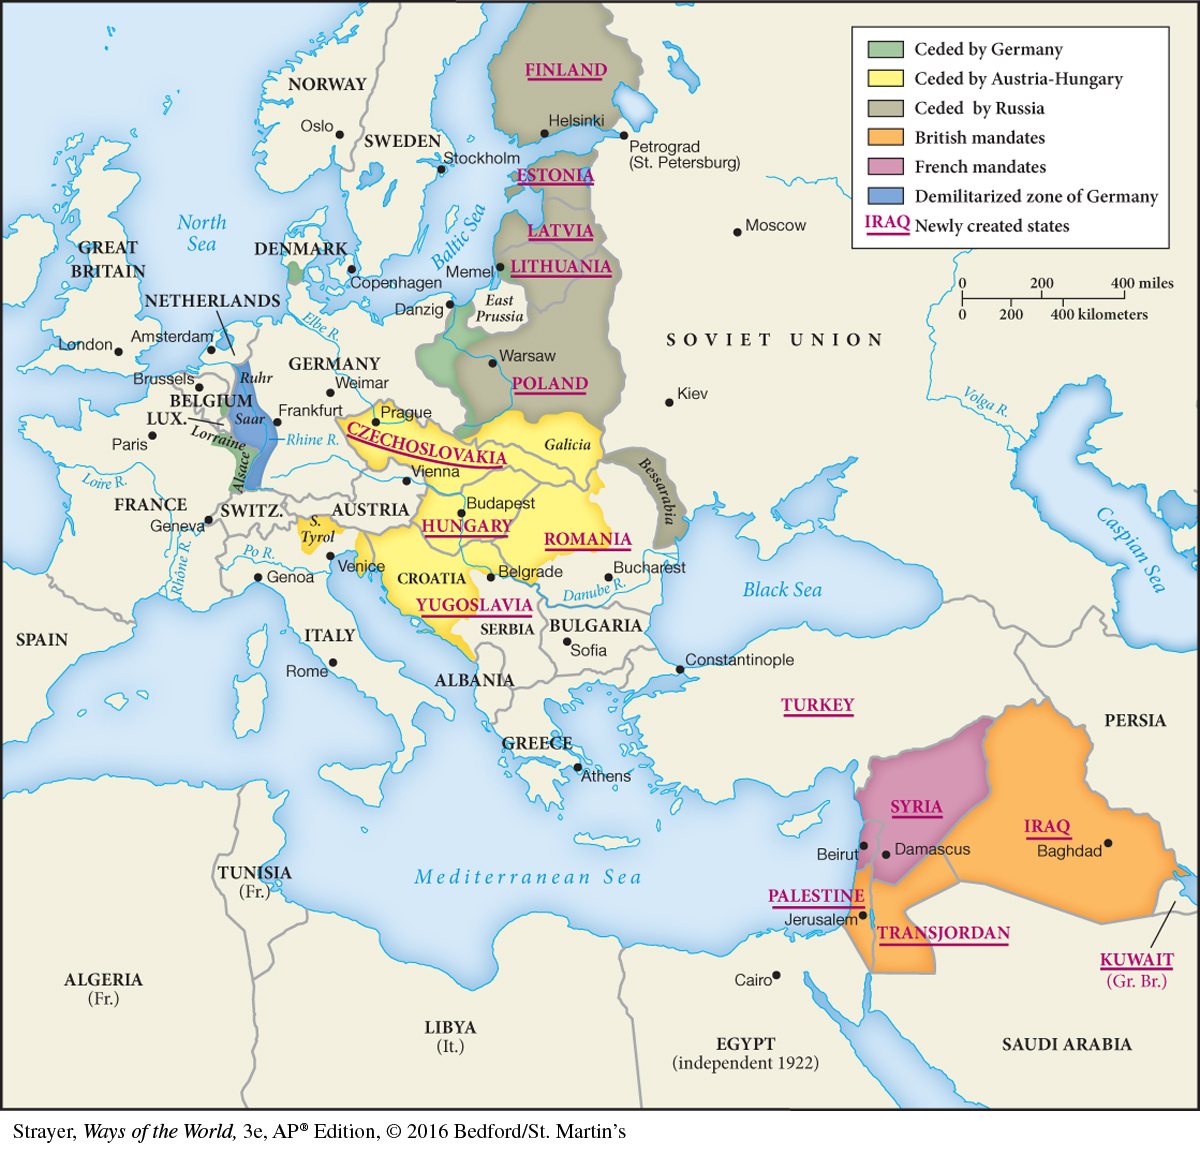 Ceded by Germany
Ceded by Austria-Hungary
Ceded by Russia
British mandates
French mandates
Demilitarized zone of Germany
IRAQ Newly created states
0 200 400 miles
0 200 400 kilometers
FINLAND
NORWAY
Helsinki
Oslo
SWEDEN
Petrograd
(St. Petersburg)
Stockholm
ESTONIA
North
Sea
Baltic Sea
LATVIA
Moscow
GREAT
BRITAIN
DENMARK
Memel
LITHUANIA
Copenhagen
NETHERLANDS
East
Prussia
Danzig
Elbe R.
London
Amsterdam
SOVIET UNION
Warsaw
GERMANY
Ruhr
Brussels
Weimar
POLAND
BELGIUM
Kiev
Volga R.
LUX.
Saar
Frankfurt
Prague
Paris
Lorraine
Rhine R.
CZECHOSLOVAKIA
Galicia
Alsace
Vienna
Bessarabia
Loire R.
FRANCE
SWITZ.
AUSTRIA
Budapest
Geneva
HUNGARY
S.
Tyrol
ROMANIA
Caspian Sea
Rhône R.
Po R.
Venice
Genoa
CROATIA
Belgrade
Bucharest
Danube R.
Black Sea
YUGOSLAVIA
SPAIN
ITALY
SERBIA
BULGARIA
Sofia
Rome
ALBANIA
Constantinople
TURKEY
PERSIA
GREECE
Athens
SYRIA
IRAQ
Beirut
Damascus
Baghdad
TUNISIA
(Fr.)
Mediterranean Sea
PALESTINE
Jerusalem
TRANSJORDAN
KUWAIT
(Gr. Br.)
ALGERIA
(Fr.)
Cairo
LIBYA
(It.)
EGYPT
(independent 1922)
SAUDI ARABIA
Strayer, Ways of the World, 3e, AP® Edition, © 2016 Bedford/St. Martin's